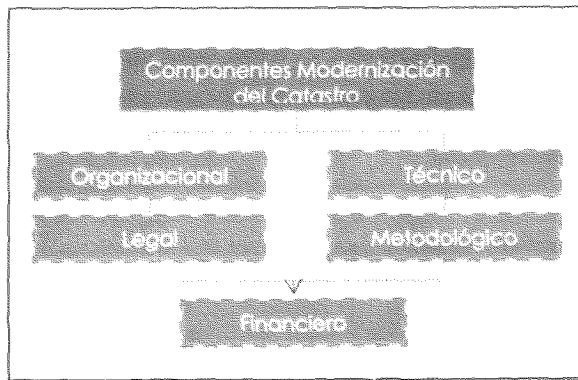 Componentes Modernización
del Catastro
Organizacional
Técnico
Legal
Metodológico
Financiero